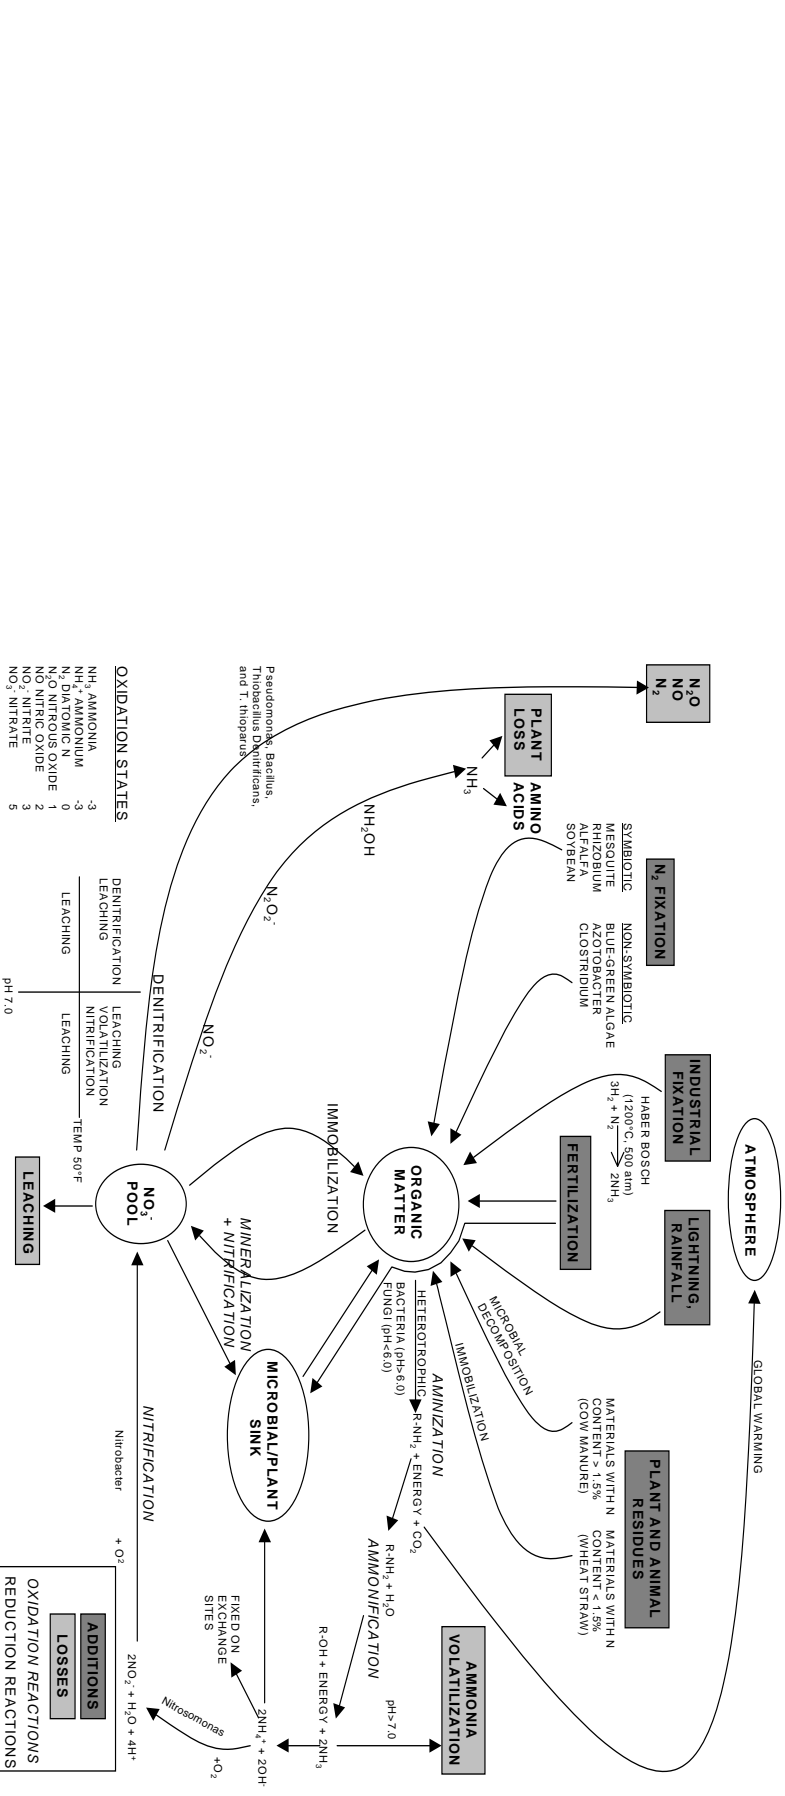 ATMOSPHERE
GLOBAL WARMING
N2O
NO
N2
N2 FIXATION
SYMBIOTIC
MESQUITE
RHIZOBIUM
ALFALFA
SOYBEAN
NON-SYMBIOTIC
BLUE-GREEN ALGAE
AZOTOBACTER
CLOSTRIDIUM
INDUSTRIAL
FIXATION
HABER BOSCH
(1200°C, 500 atm)
3H2 + N2
2NH3
LIGHTNING,
RAINFALL
FERTILIZATION
PLANT AND ANIMAL
RESIDUES
MATERIALS WITH N
CONTENT > 1.5%
(COW MANURE)
MATERIALS WITH N
CONTENT < 1.5%
(WHEAT STRAW)
MICROBIAL
DECOMPOSITION
IMMOBILIZATION
PLANT
LOSS
AMINO
ACIDS
NH3
NH2OH
N2O2-
NO2-
ORGANIC
MATTER
HETEROTROPHIC
BACTERIA (pH>6.0)
FUNGI (pH<6.0)
AMINIZATION
R-NH2 + ENERGY + CO2
R-NH2 + H2O
AMMONIFICATION
R-OH + ENERGY + 2NH3
AMMONIA
VOLATILIZATION
pH>7.0
IMMOBILIZATION
MINERALIZATION
+ NITRIFICATION
MICROBIAL/PLANT
SINK
2NH4+ + 2OH-
FIXED ON
EXCHANGE
SITES
Nitrosomonas
+O2
2NO2- + H2O + 4H+
NITRIFICATION
Nitrobacter
+ O2
NO3-
POOL
LEACHING
DENITRIFICATION
Pseudomonas, Bacillus,
Thiobacillus Denitrificans,
and T. thioparus
OXIDATION STATES
NH3 AMMONIA -3
NH4+ AMMONIUM -3
N2 DIATOMIC N 0
N2O NITROUS OXIDE 1
NO NITRIC OXIDE 2
NO2- NITRITE 3
NO3- NITRATE 5
DENITRIFICATION
LEACHING
LEACHING
VOLATILIZATION
NITRIFICATION
LEACHING
LEACHING
TEMP 50°F
pH 7.0
ADDITIONS
LOSSES
OXIDATION REACTIONS
REDUCTION REACTIONS